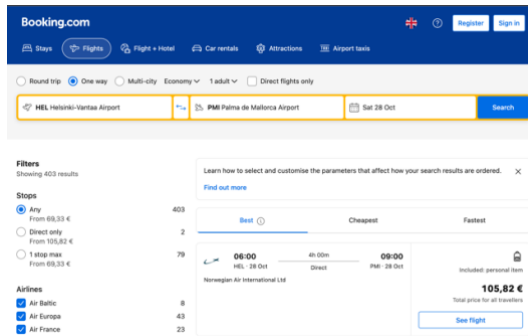 Booking.com
Register
Sign in
Stays
Flights
Flight + Hotel
Car rentals
Attractions
Airport taxis
Round trip
One way
Multi-city
Economy
1 adult
Direct flights only
HEL Helsinki-Vantaa Airport
PMI Palma de Mallorca Airport
Sat 28 Oct
Search
Filters
Showing 403 results
Stops
Any
403
From 69,33 €
Direct only
2
From 105,82 €
1 stop max
79
From 69,33 €
Airlines
Air Baltic
8
Air Europa
43
Air France
23
Learn how to select and customise the parameters that affect how your search results are ordered.
Find out more
Best
Cheapest
Fastest
06:00
4h 00m
09:00
HEL · 28 Oct
Direct
PMI · 28 Oct
Norwegian Air International Ltd
Included: personal item
105,82 €
Total price for all travellers
See flight